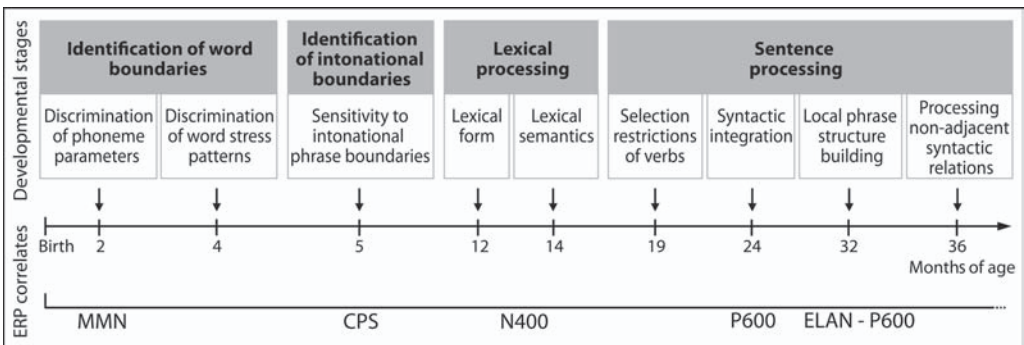 Developmental stages
Identification of word
boundaries
Identification
of intonational
boundaries
Lexical
processing
Sentence
processing
Discrimination
of phoneme
parameters
Discrimination
of word stress
patterns
Sensitivity to
intonational
phrase boundaries
Lexical
form
Lexical
semantics
Selection
restrictions
of verbs
Syntactic
integration
Local phrase
structure
building
Processing
non-adjacent
syntactic
relations
Birth 2 4 5 12 14 19 24 32 36
Months of age
ERP correlates
MMN CPS N400 P600 ELAN - P600